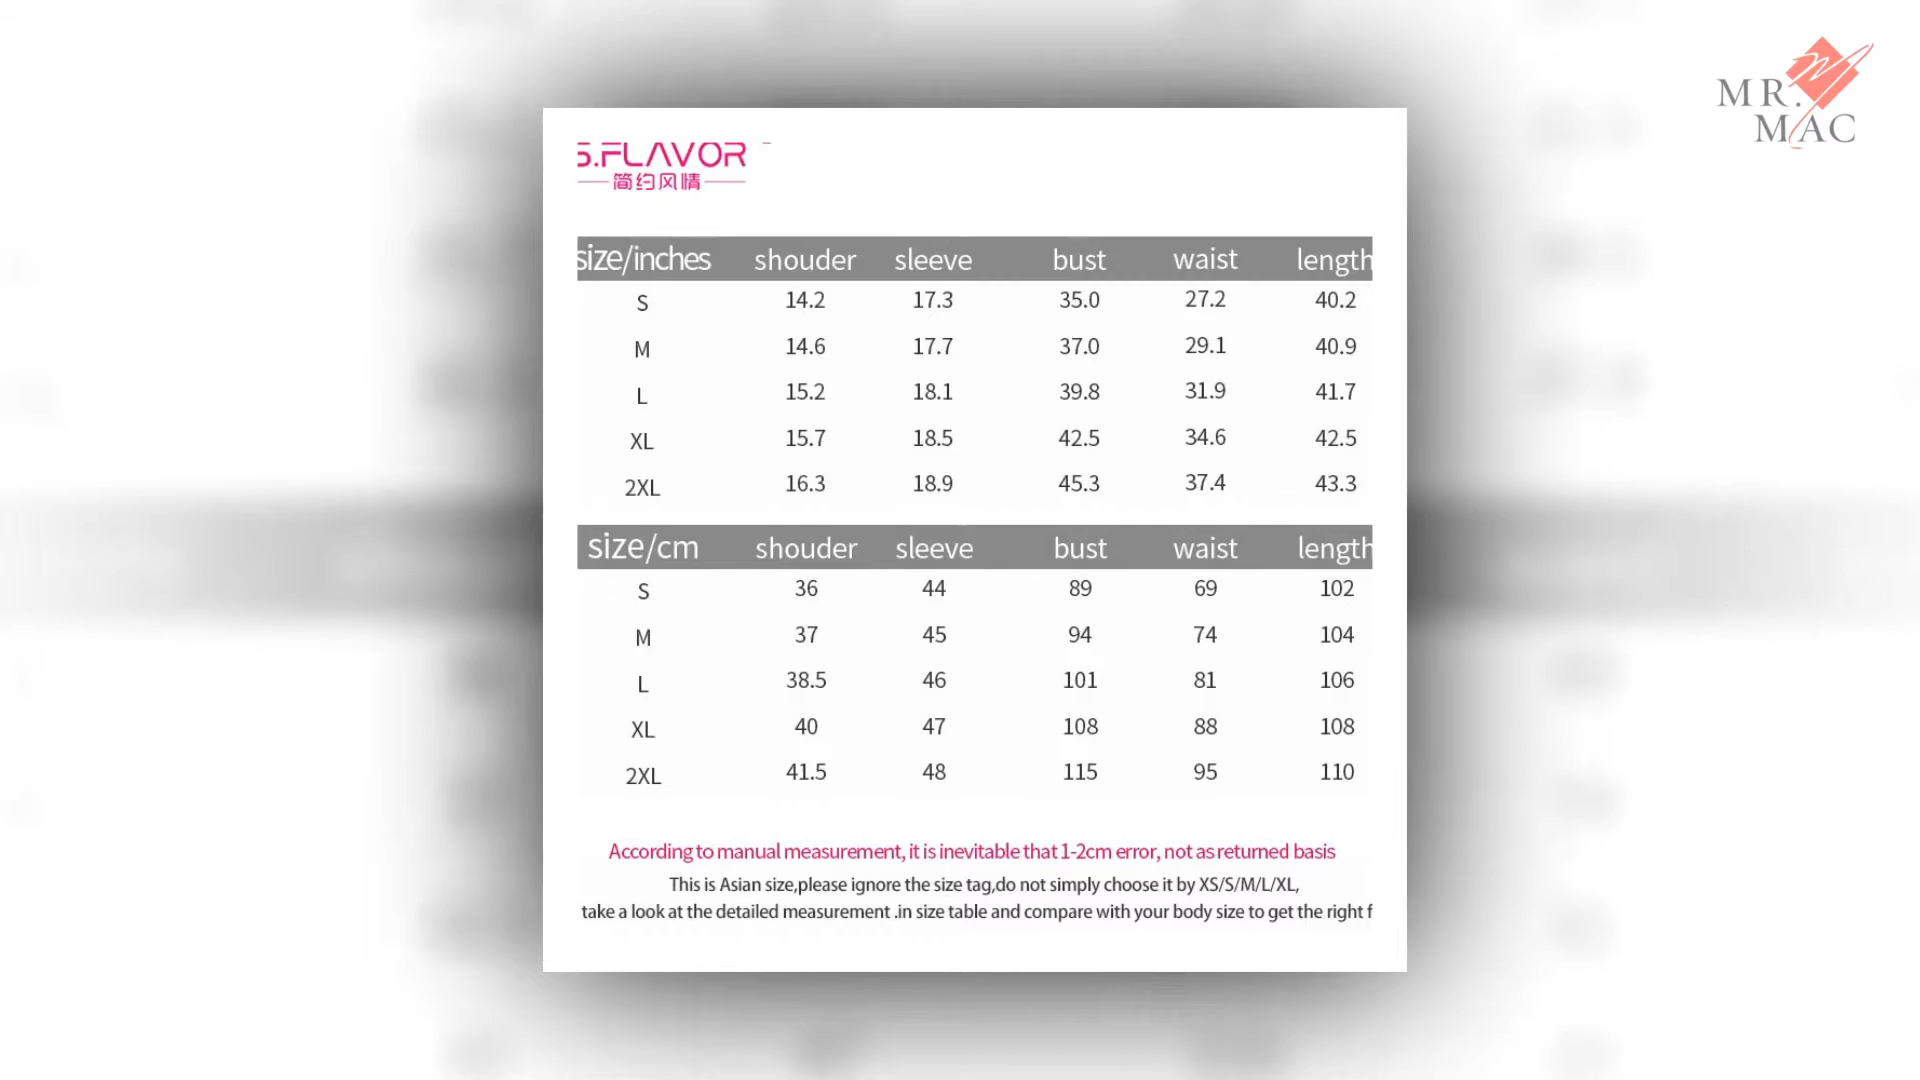 MR.
MAC
S.FLAVOR
简约风情
size/inches shouder sleeve bust waist length
S 14.2 17.3 35.0 27.2 40.2
M 14.6 17.7 37.0 29.1 40.9
L 15.2 18.1 39.8 31.9 41.7
XL 15.7 18.5 42.5 34.6 42.5
2XL 16.3 18.9 45.3 37.4 43.3
size/cm shouder sleeve bust waist length
S 36 44 89 69 102
M 37 45 94 74 104
L 38.5 46 101 81 106
XL 40 47 108 88 108
2XL 41.5 48 115 95 110
According to manual measurement, it is inevitable that 1-2cm error, not as returned basis
This is Asian size,please ignore the size tag,do not simply choose it by XS/S/M/L/XL,
take a look at the detailed measurement .in size table and compare with your body size to get the right f